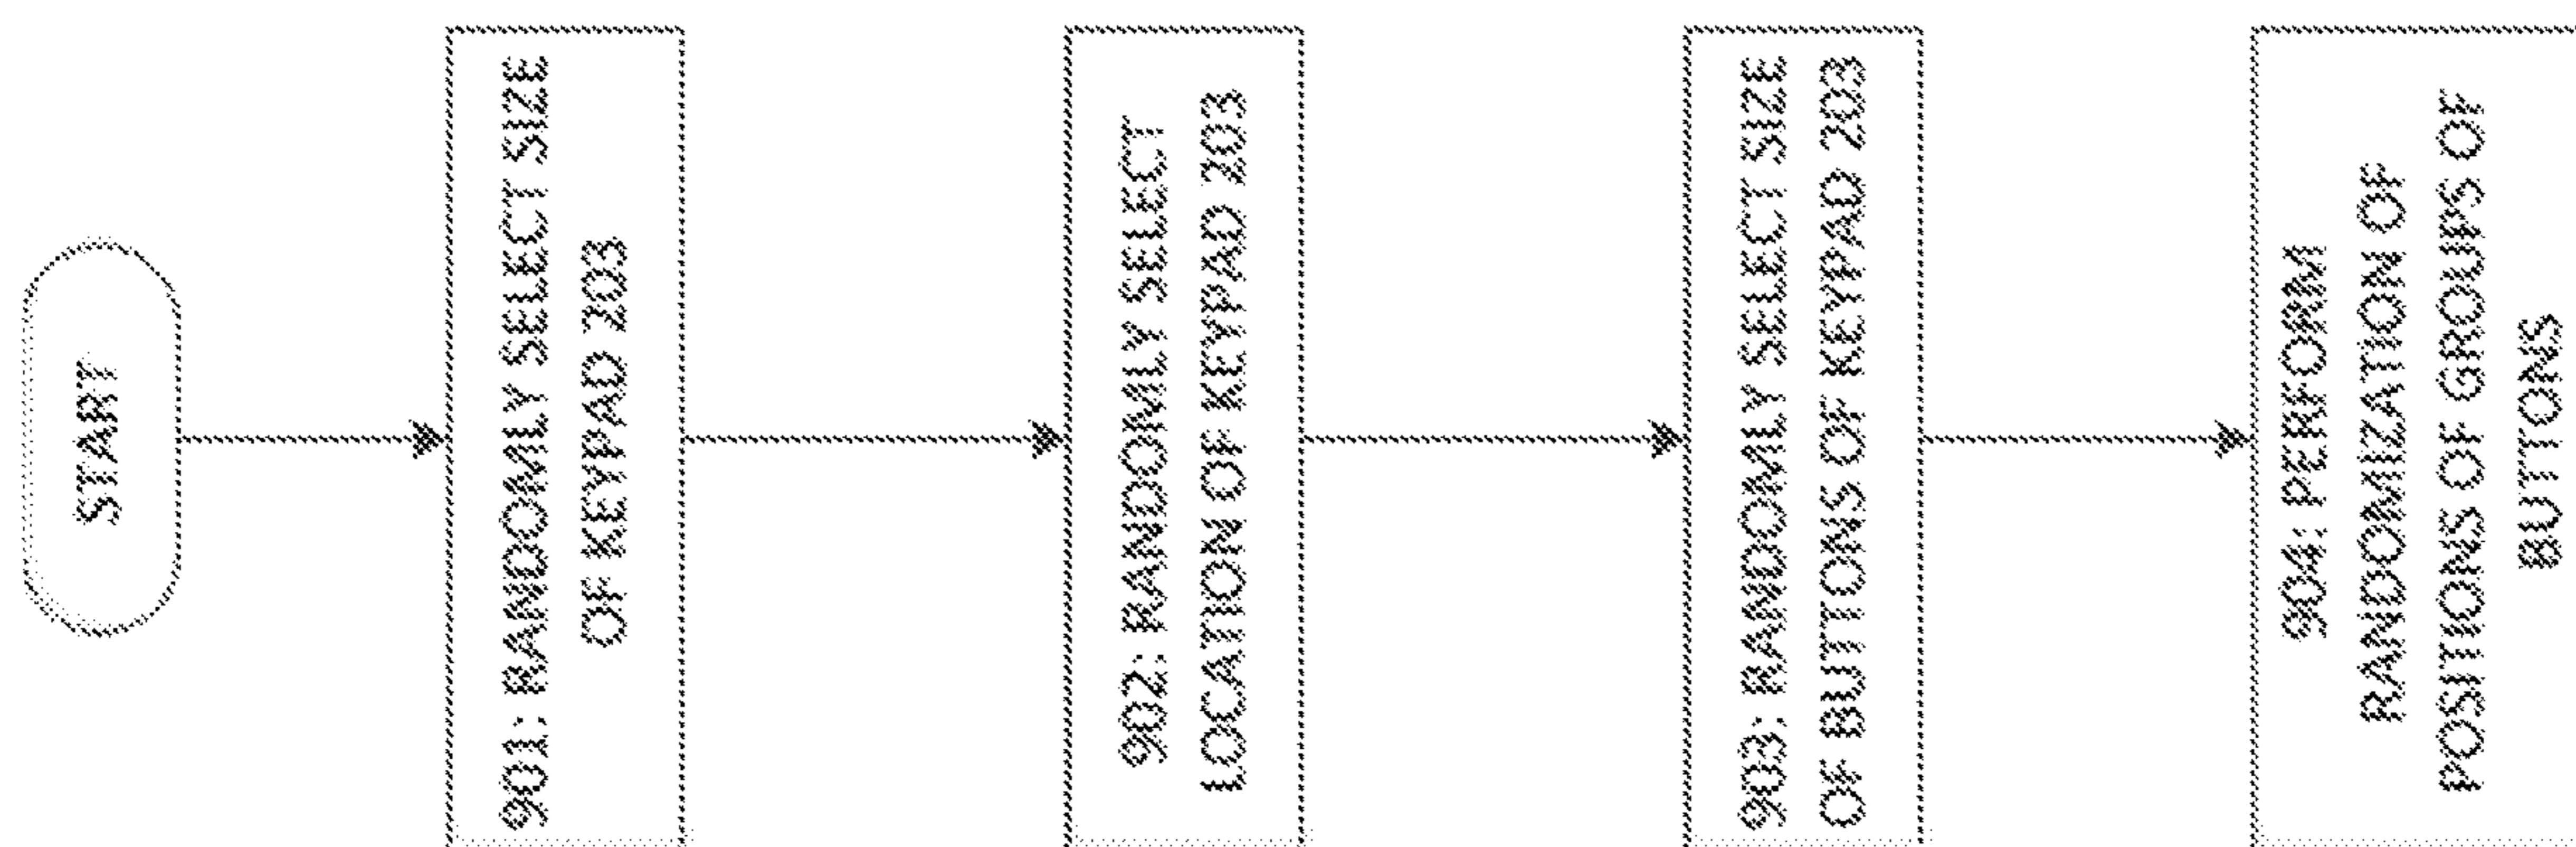 START
901: RANDOMLY SELECT SIZE
OF KEYPAD 203
902: RANDOMLY SELECT
LOCATION OF KEYPAD 203
903: RANDOMLY SELECT SIZE
OF BUTTONS OF KEYPAD 203
904: PERFORM
RANDOMIZATION OF
POSITIONS OF GROUPS OF
BUTTONS